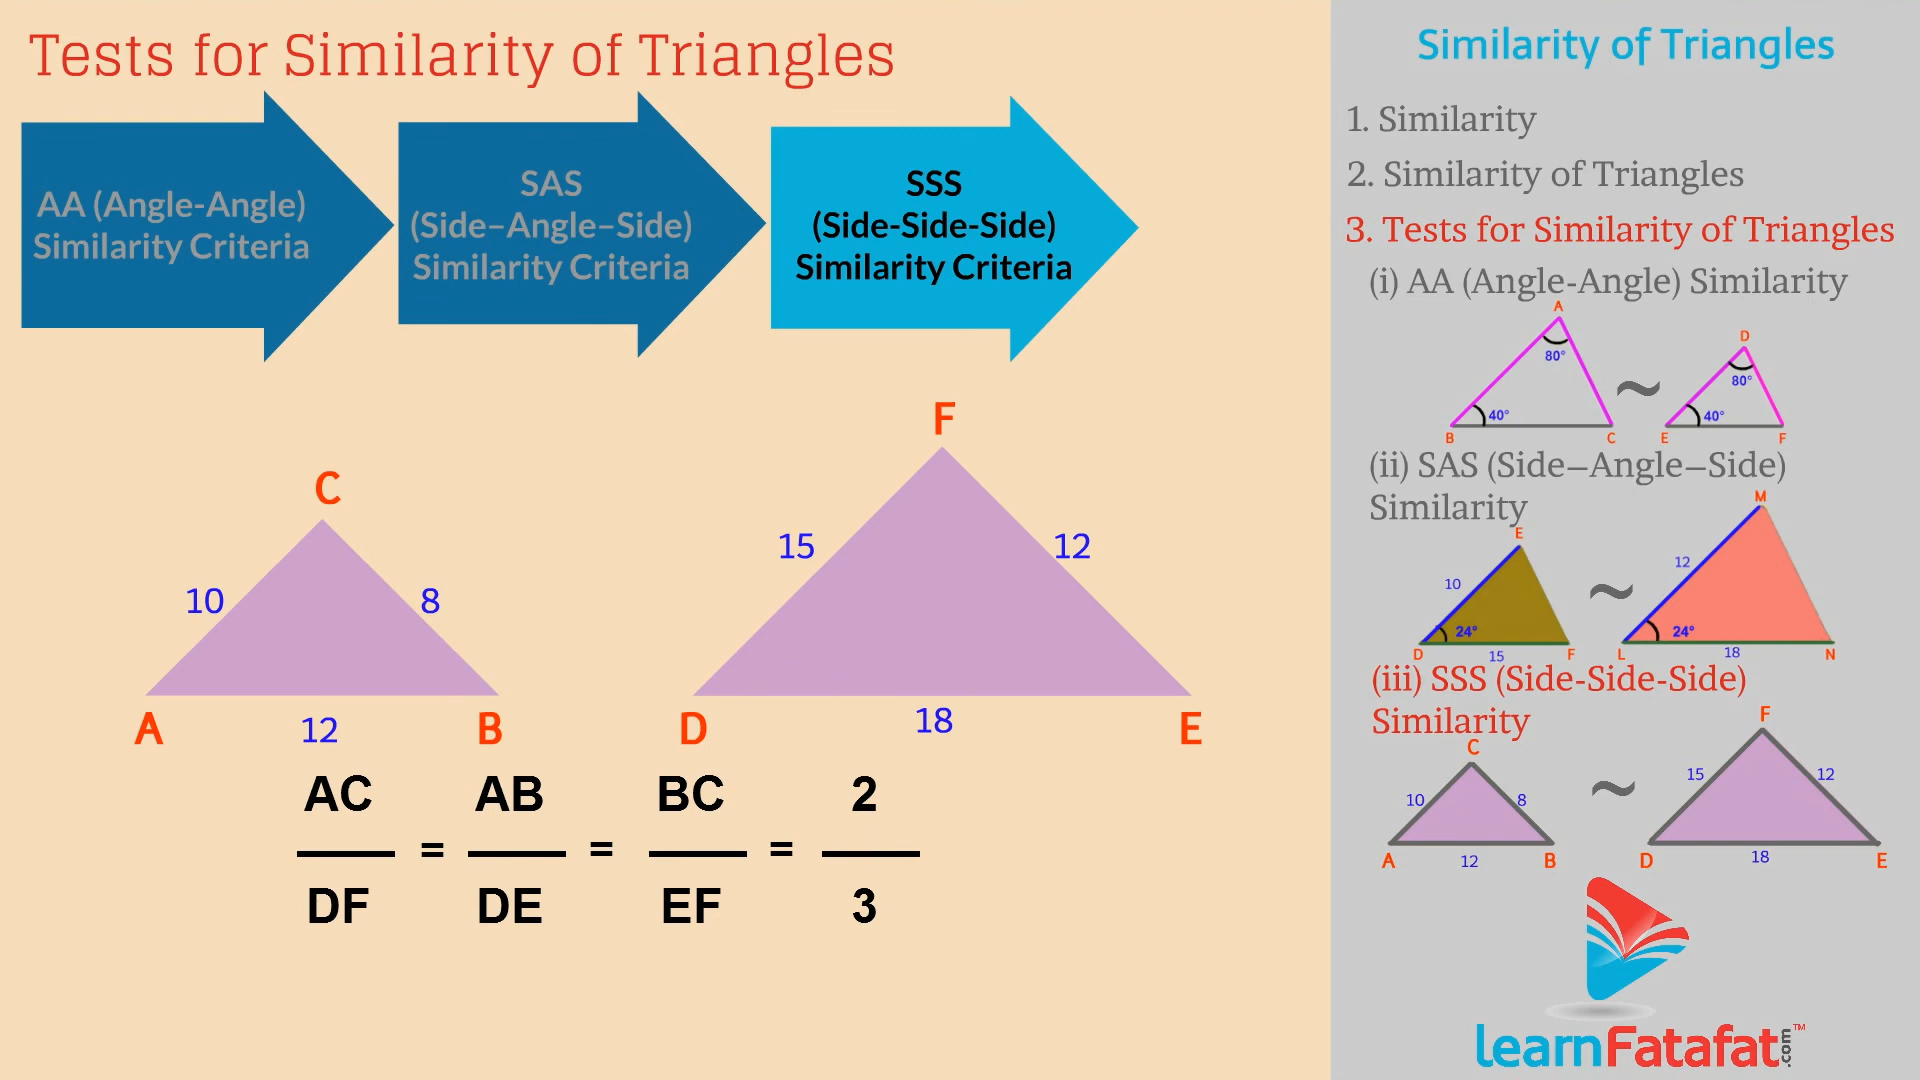 Tests for Similarity of Triangles
AA (Angle-Angle)
Similarity Criteria
SAS
(Side–Angle–Side)
Similarity Criteria
SSS
(Side-Side-Side)
Similarity Criteria
C
10
8
A
12
B
F
15
12
D
18
E
AC AB BC 2
= = =
DF DE EF 3
Similarity of Triangles
1. Similarity
2. Similarity of Triangles
3. Tests for Similarity of Triangles
(i) AA (Angle-Angle) Similarity
A
80°
40°
B
C
~
D
80°
40°
E
F
(ii) SAS (Side–Angle–Side)
Similarity
E
10
24°
D
15
F
~
M
12
24°
L
18
N
(iii) SSS (Side-Side-Side)
Similarity
C
10
8
A
12
B
~
F
15
12
D
18
E
learnFatafat.com™